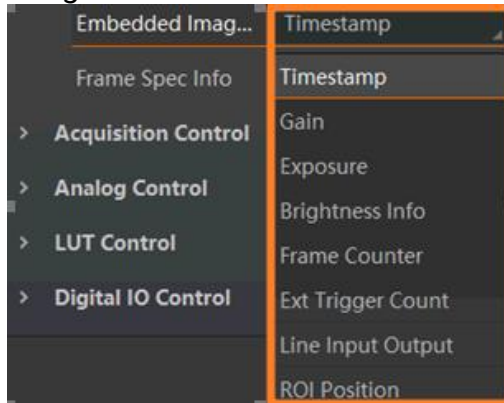 Embedded Imag...
Timestamp
Frame Spec Info
Timestamp
Acquisition Control
Gain
Exposure
Analog Control
Brightness Info
LUT Control
Frame Counter
Digital IO Control
Ext Trigger Count
Line Input Output
ROI Position